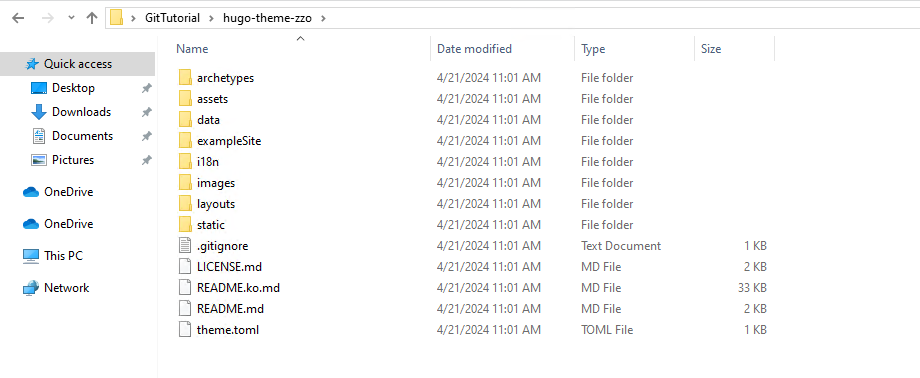 GitTutorial > hugo-theme-zzo >
Name Date modified Type Size
Quick access
Desktop
Downloads
Documents
Pictures
OneDrive
OneDrive
This PC
Network
archetypes 4/21/2024 11:01 AM File folder
assets 4/21/2024 11:01 AM File folder
data 4/21/2024 11:01 AM File folder
exampleSite 4/21/2024 11:01 AM File folder
i18n 4/21/2024 11:01 AM File folder
images 4/21/2024 11:01 AM File folder
layouts 4/21/2024 11:01 AM File folder
static 4/21/2024 11:01 AM File folder
.gitignore 4/21/2024 11:01 AM Text Document 1 KB
LICENSE.md 4/21/2024 11:01 AM MD File 2 KB
README.ko.md 4/21/2024 11:01 AM MD File 33 KB
README.md 4/21/2024 11:01 AM MD File 2 KB
theme.toml 4/21/2024 11:01 AM TOML File 1 KB